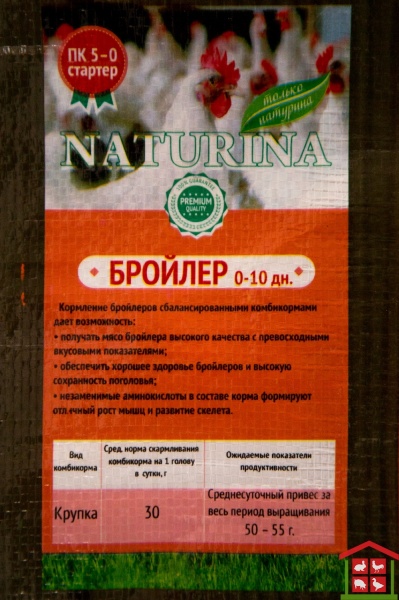 ПК 5-0
стартер
только
натурина
NATURINA
100% GUARANTEE
PREMIUM
QUALITY
БРОЙЛЕР 0-10 дн.
Кормление бройлеров сбалансированными комбикормами
дает возможность:
• получать мясо бройлера высокого качества с превосходными
вкусовыми показателями;
• обеспечить хорошее здоровье бройлеров и высокую
сохранность поголовья;
• незаменимые аминокислоты в составе корма формируют
отличный рост мышц и развитие скелета.
Вид
комбикорма
Сред. норма скармливания
комбикорма на 1 голову
в сутки, г
Ожидаемые показатели
продуктивности
Крупка
30
Среднесуточный привес за
весь период выращивания
50 – 55 г.